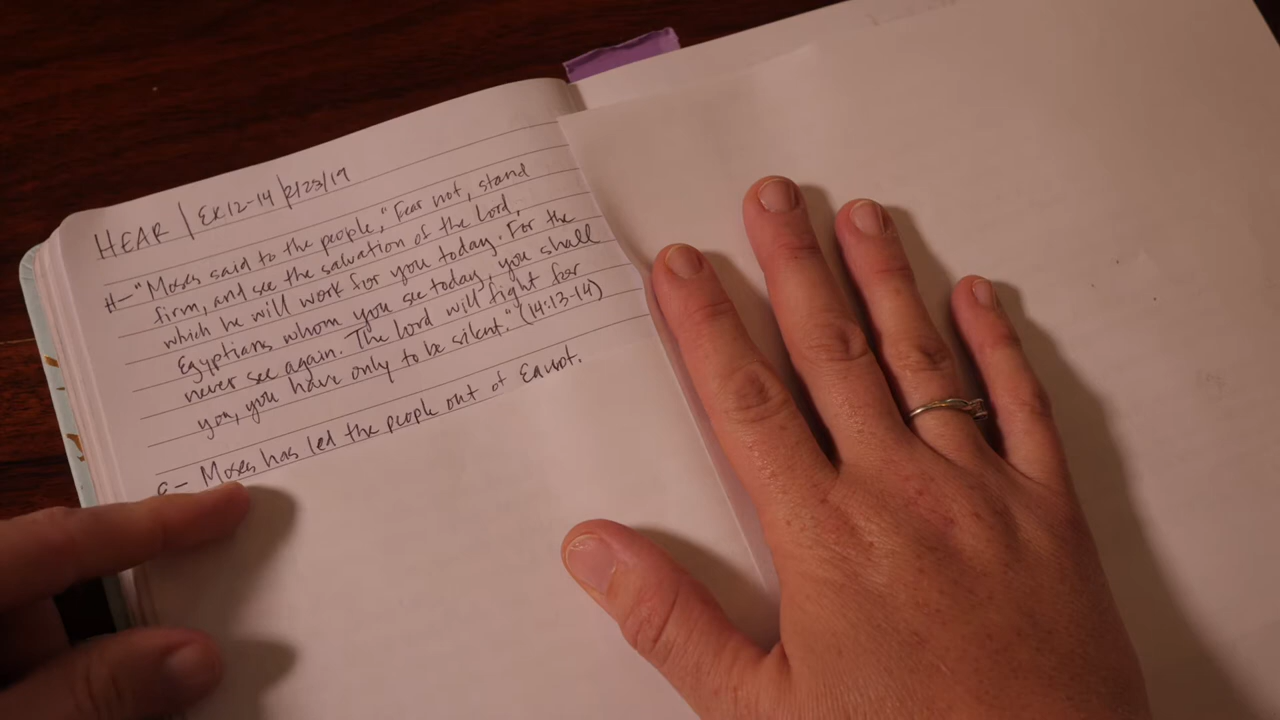 HEAR | EX 12-14 | 2/23/19
H- "Moses said to the people, "Fear not, stand
firm, and see the salvation of the Lord,
which he will work for you today. For the
Egyptians whom you see today, you shall
never see again. The Lord will fight for
you, you have only to be silent." (14:13-14)
- Moses has led the people out of Egypt.